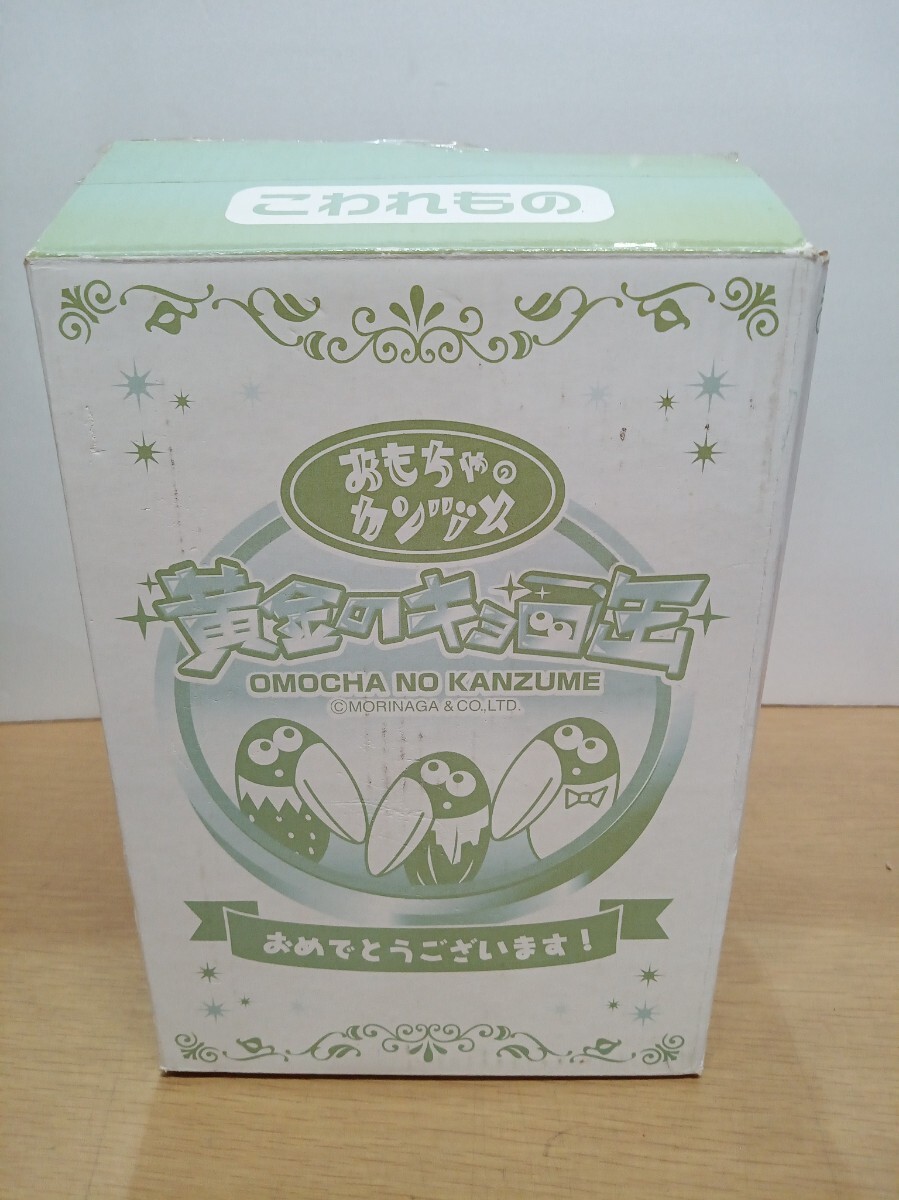 こわれもの
おもちゃの
カンヅメ
黄金のキョロ缶
OMOCHA NO KANZUME
©MORINAGA & CO., LTD.
おめでとうございます!